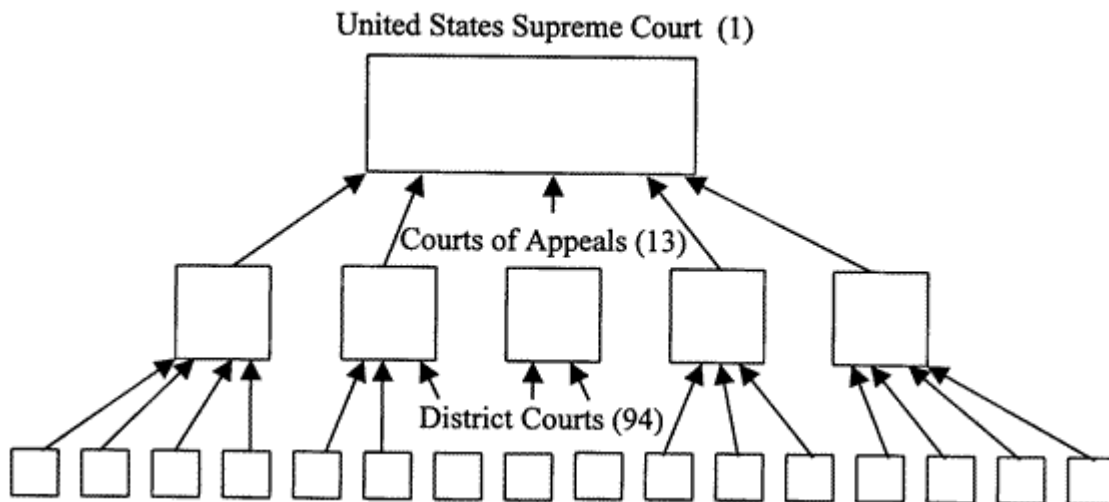 United States Supreme Court (1)
Courts of Appeals (13)
District Courts (94)